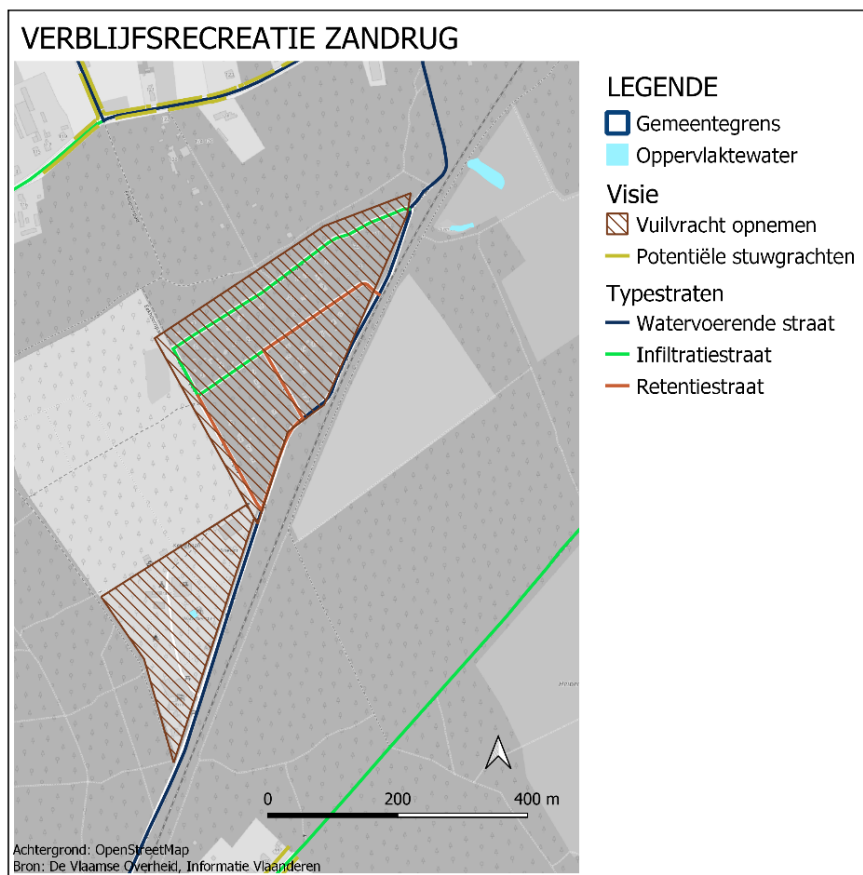 VERBLIJFSRECREATIE ZANDRUG
LEGENDE
Gemeentegrens
Oppervlaktewater
Visie
Vuilvracht opnemen
Potentiële stuwgrachten
Typestraten
Watervoerende straat
Infiltratiestraat
Retentiestraat
0 200 400 m
Achtergrond: OpenStreetMap
Bron: De Vlaamse Overheid, Informatie Vlaanderen